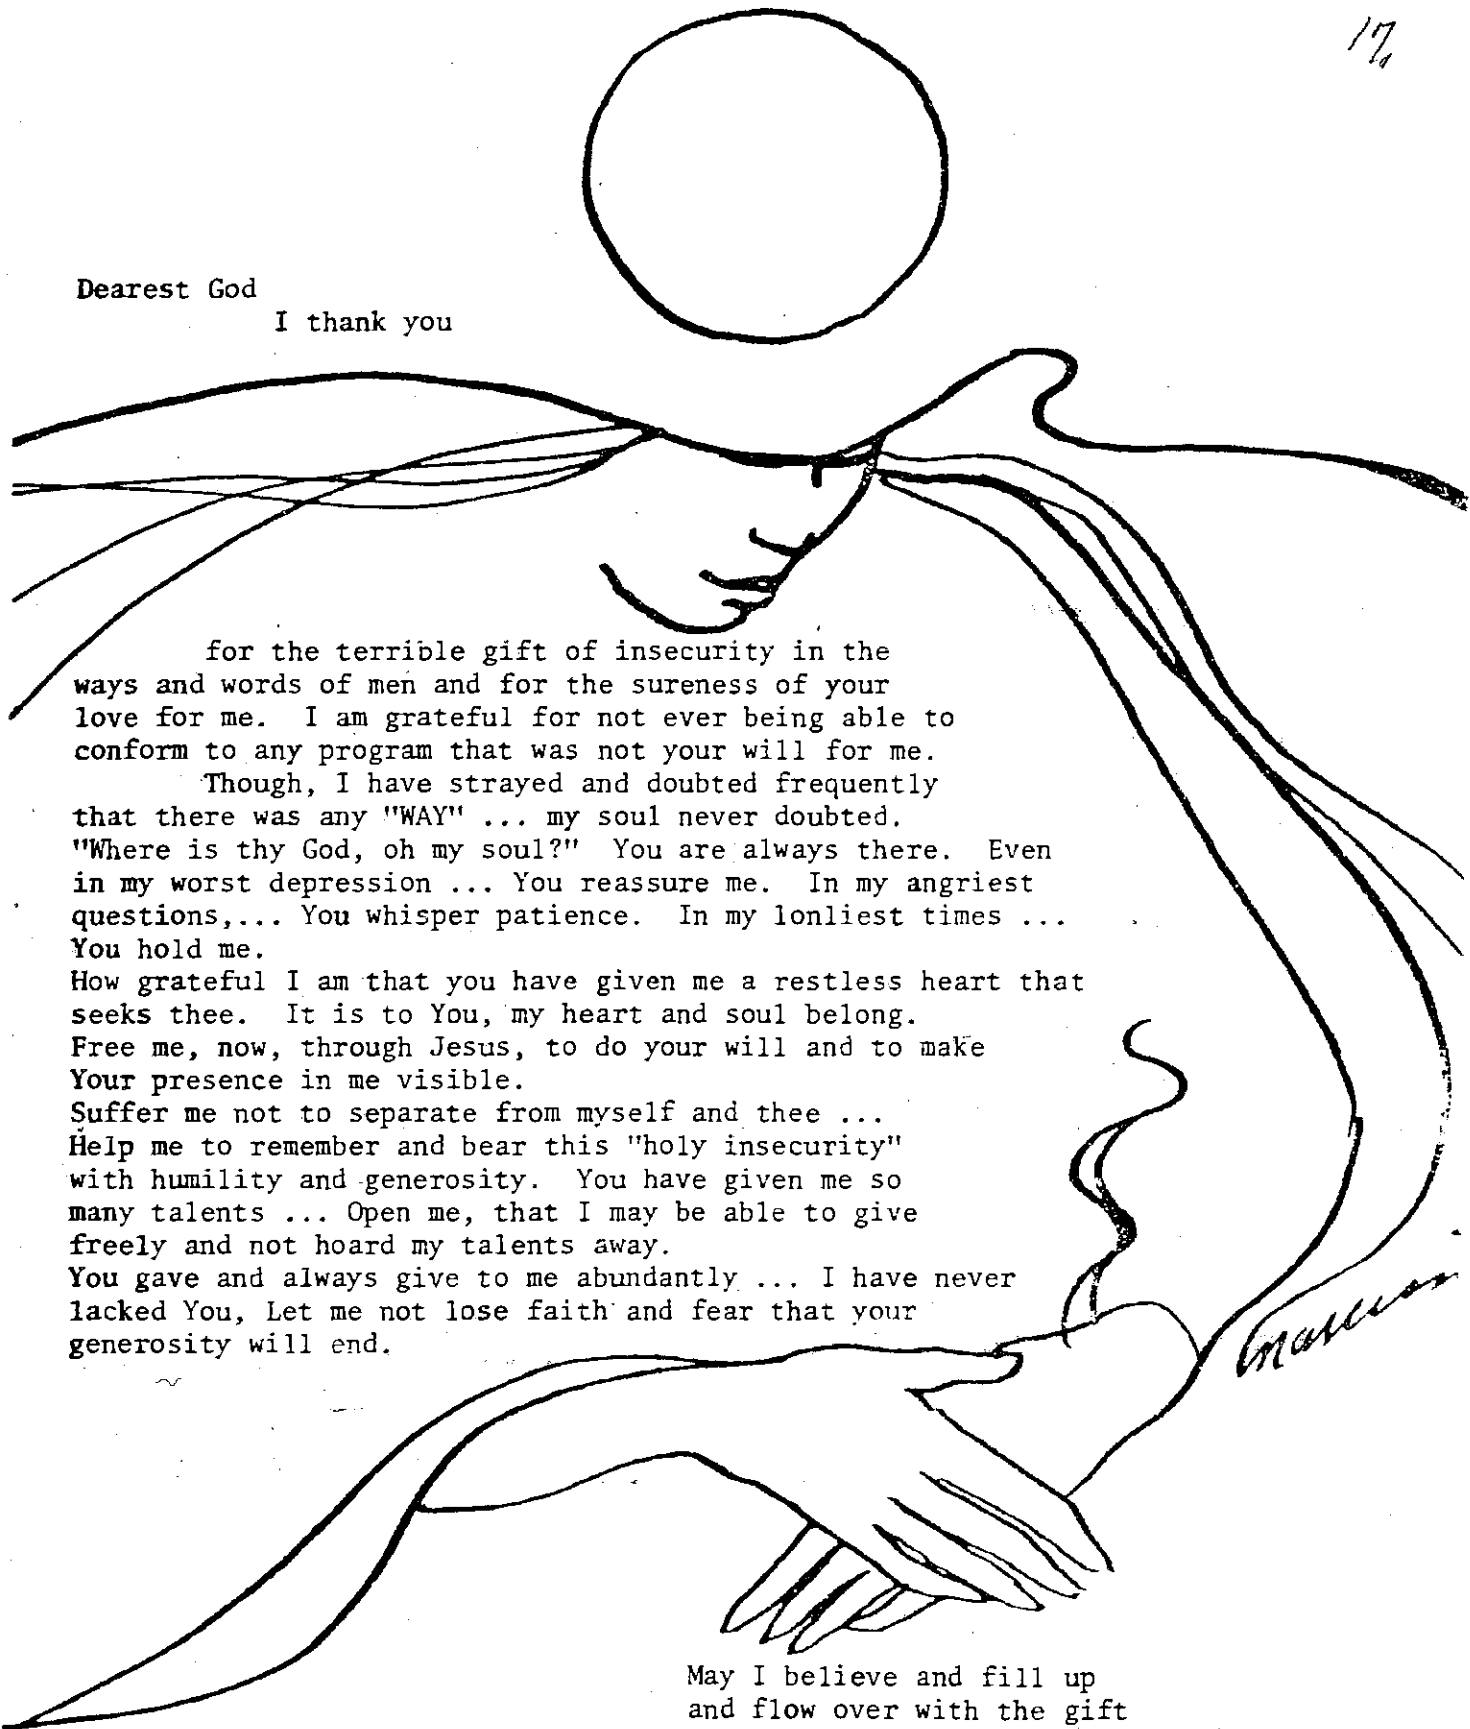 17
Dearest God
I thank you
for the terrible gift of insecurity in the
ways and words of men and for the sureness of your
love for me. I am grateful for not ever being able to
conform to any program that was not your will for me.
Though, I have strayed and doubted frequently
that there was any "WAY" ... my soul never doubted.
"Where is thy God, oh my soul?" You are always there. Even
in my worst depression ... You reassure me. In my angriest
questions,... You whisper patience. In my lonliest times ...
You hold me.
How grateful I am that you have given me a restless heart that
seeks thee. It is to You, my heart and soul belong.
Free me, now, through Jesus, to do your will and to make
Your presence in me visible.
Suffer me not to separate from myself and thee ...
Help me to remember and bear this "holy insecurity"
with humility and generosity. You have given me so
many talents ... Open me, that I may be able to give
freely and not hoard my talents away.
You gave and always give to me abundantly ... I have never
lacked You, Let me not lose faith and fear that your
generosity will end.
May I believe and fill up
and flow over with the gift